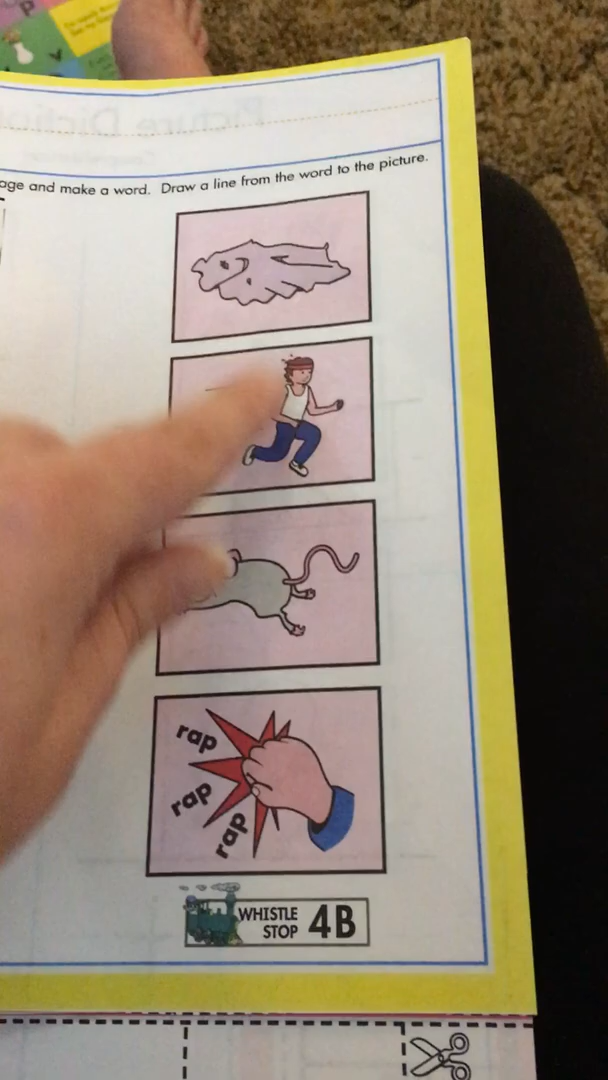 age and make a word. Draw a line from the word to the picture.
rap
rap
rap
WHISTLE
STOP 4B